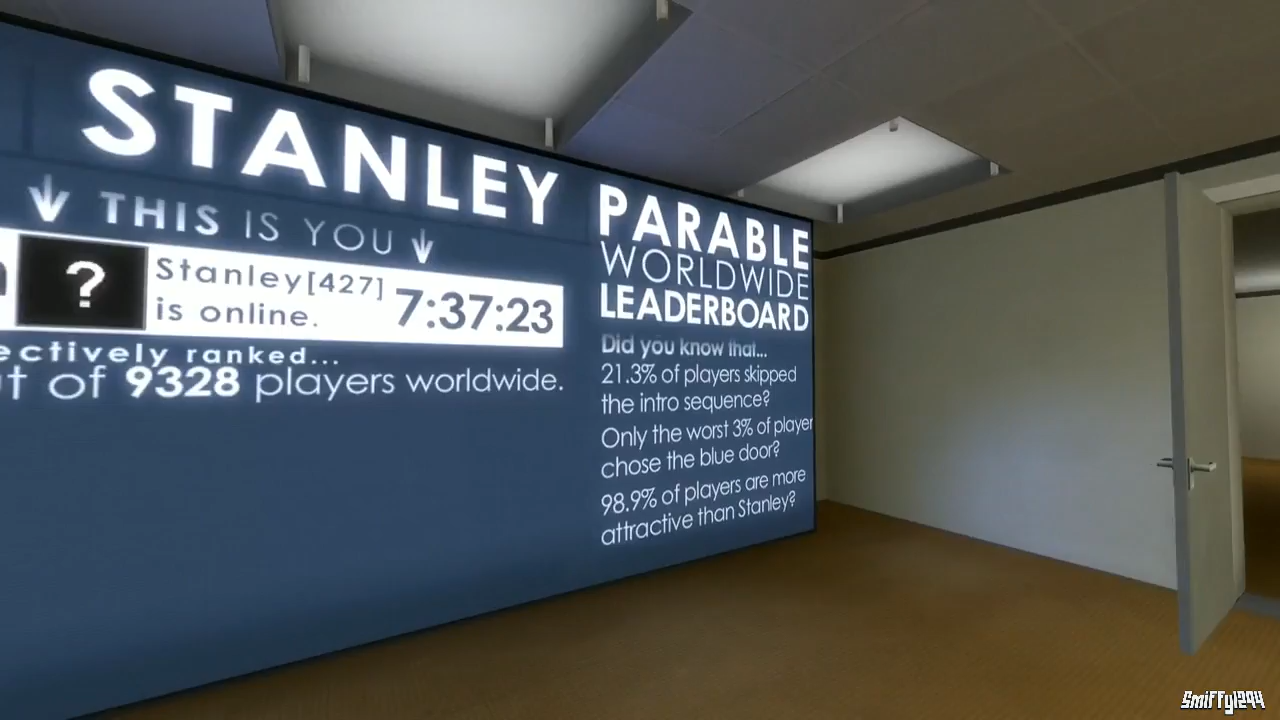 STANLEY PARABLE
WORLDWIDE
LEADERBOARD
THIS IS YOU
?
Stanley[427]
is online.
7:37:23
ectively ranked...
t of 9328 players worldwide.
Did you know that...
21.3% of players skipped
the intro sequence?
Only the worst 3% of player
chose the blue door?
98.9% of players are more
attractive than Stanley?
Smiffy1294